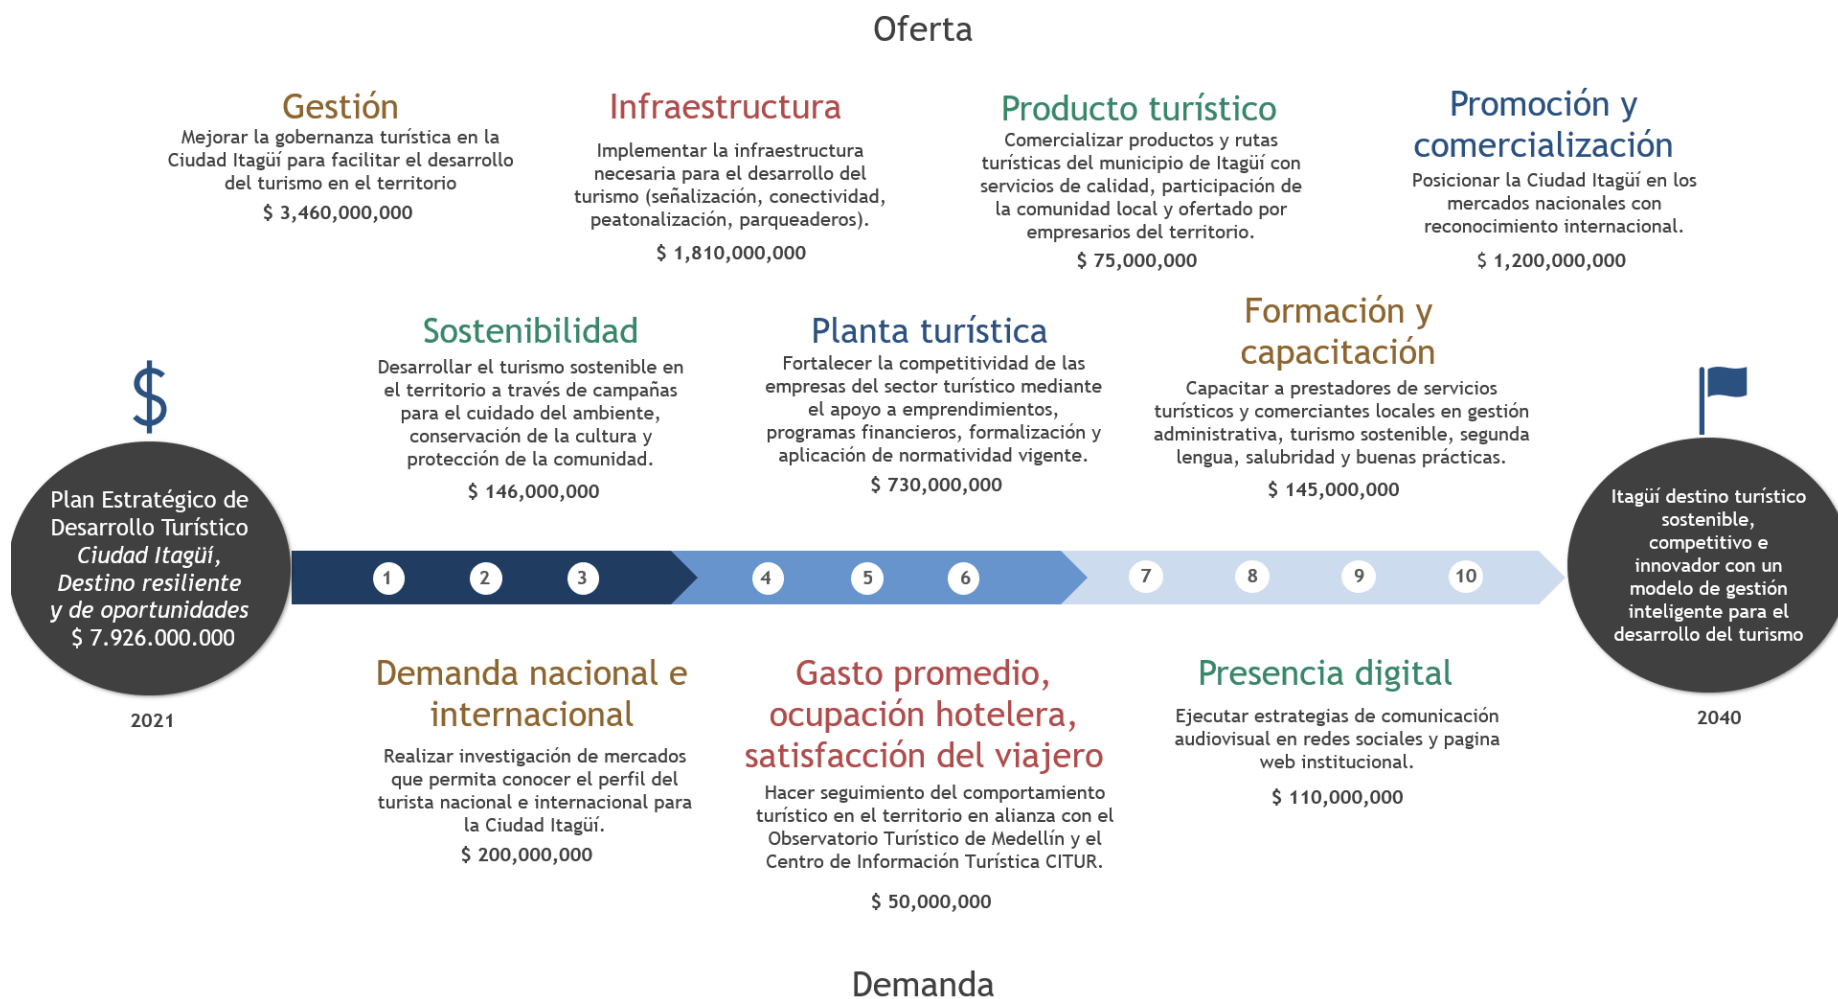 Oferta
Gestión
Mejorar la gobernanza turística en la
Ciudad Itagüí para facilitar el desarrollo
del turismo en el territorio
$ 3,460,000,000
Infraestructura
Implementar la infraestructura
necesaria para el desarrollo del
turismo (señalización, conectividad,
peatonalización, parqueaderos).
$ 1,810,000,000
Producto turístico
Comercializar productos y rutas
turísticas del municipio de Itagüí con
servicios de calidad, participación de
la comunidad local y ofertado por
empresarios del territorio.
$ 75,000,000
Promoción y
comercialización
Posicionar la Ciudad Itagüí en los
mercados nacionales con
reconocimiento internacional.
$ 1,200,000,000
Sostenibilidad
Desarrollar el turismo sostenible en
el territorio a través de campañas
para el cuidado del ambiente,
conservación de la cultura y
protección de la comunidad.
$ 146,000,000
Planta turística
Fortalecer la competitividad de las
empresas del sector turístico mediante
el apoyo a emprendimientos,
programas financieros, formalización y
aplicación de normatividad vigente.
$ 730,000,000
Formación y
capacitación
Capacitar a prestadores de servicios
turísticos y comerciantes locales en gestión
administrativa, turismo sostenible, segunda
lengua, salubridad y buenas prácticas.
$ 145,000,000
$
Plan Estratégico de
Desarrollo Turístico
Ciudad Itagüí,
Destino resiliente
y de oportunidades
$ 7.926.000.000
2021
1 2 3 4 5 6 7 8 9 10
Itagüí destino turístico
sostenible,
competitivo e
innovador con un
modelo de gestión
inteligente para el
desarrollo del turismo
2040
Demanda nacional e
internacional
Realizar investigación de mercados
que permita conocer el perfil del
turista nacional e internacional para
la Ciudad Itagüí.
$ 200,000,000
Gasto promedio,
ocupación hotelera,
satisfacción del viajero
Hacer seguimiento del comportamiento
turístico en el territorio en alianza con el
Observatorio Turístico de Medellín y el
Centro de Información Turística CITUR.
$ 50,000,000
Presencia digital
Ejecutar estrategias de comunicación
audiovisual en redes sociales y pagina
web institucional.
$ 110,000,000
Demanda